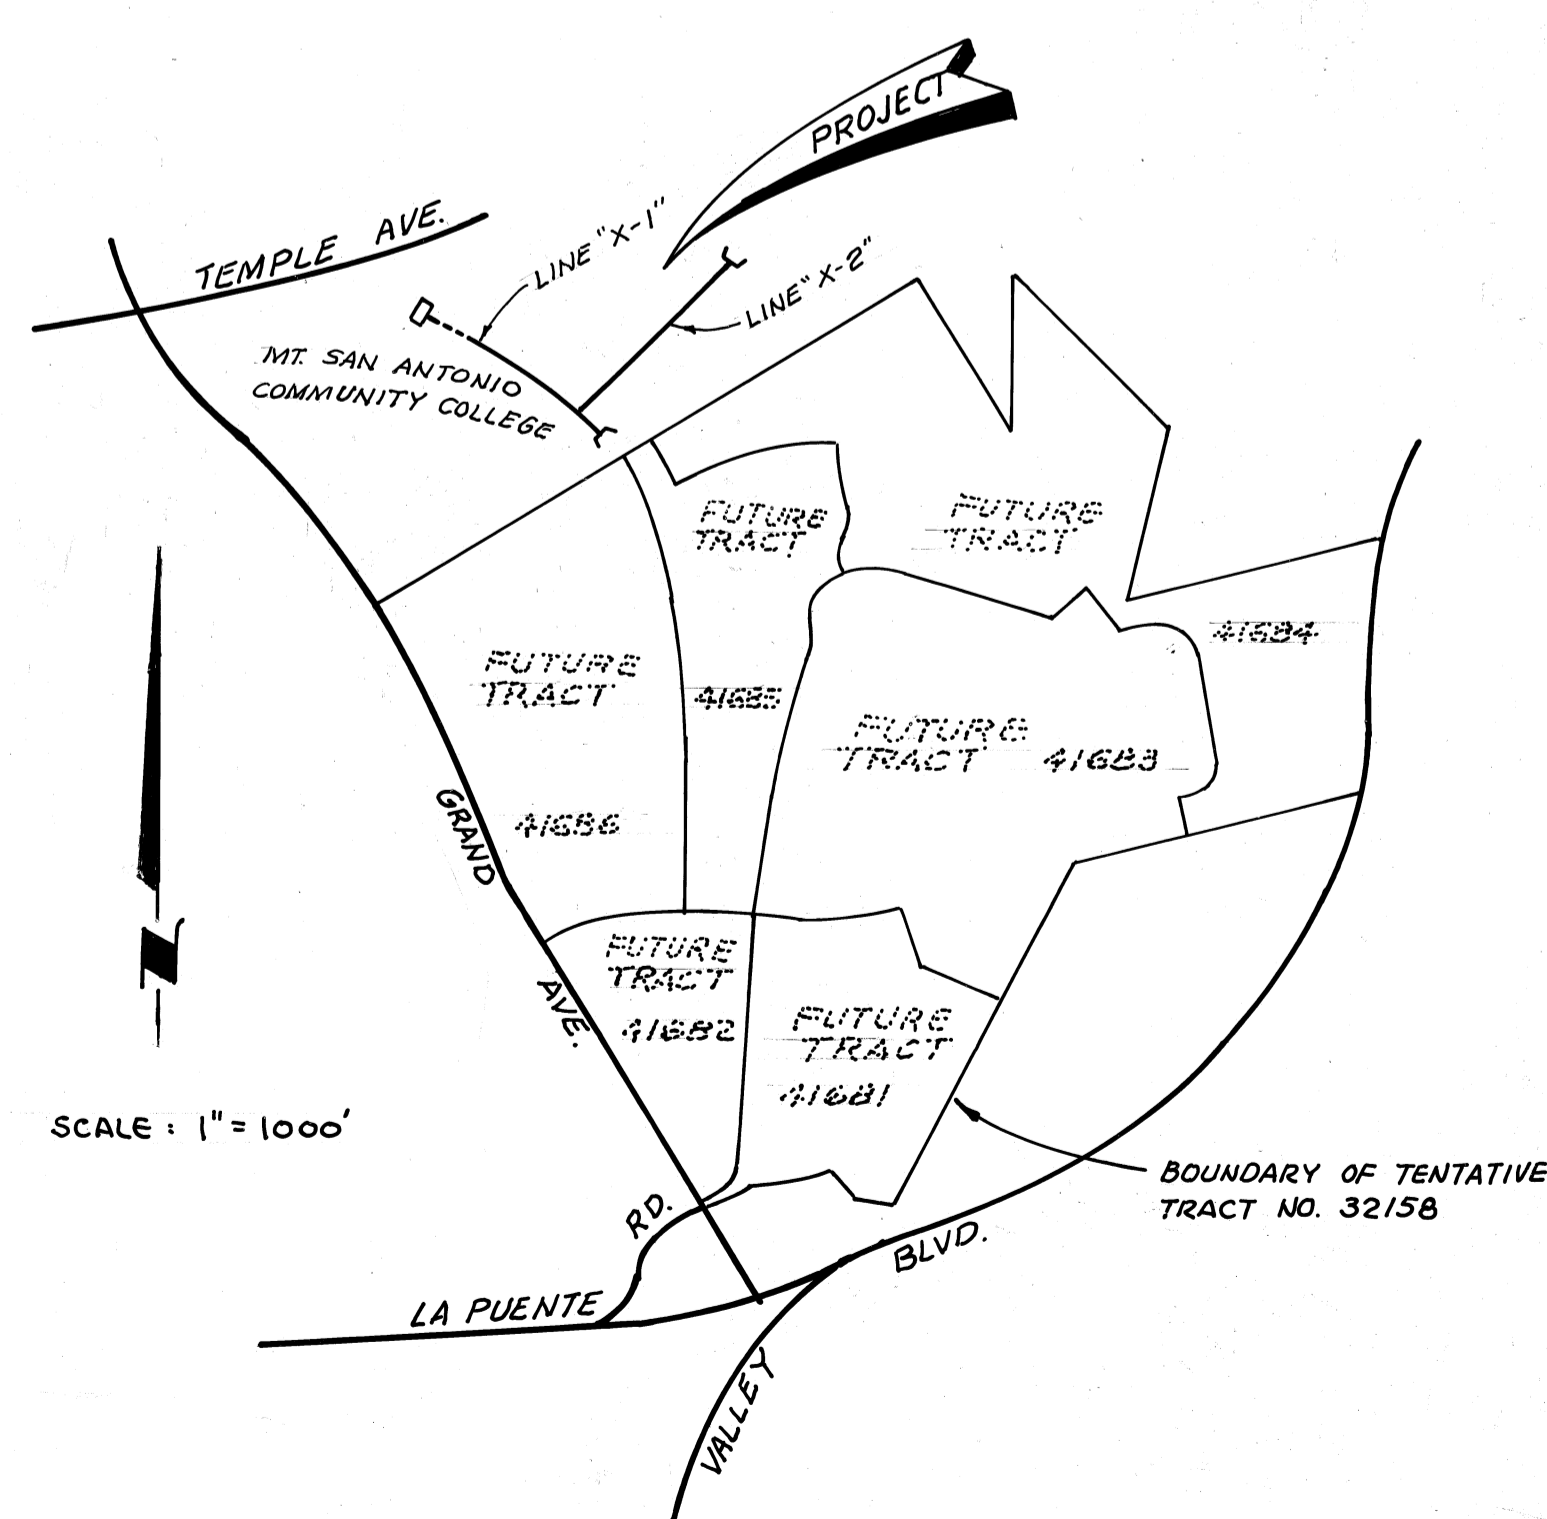 PROJECT
TEMPLE AVE.
LINE "X-1"
LINE "X-2"
MT. SAN ANTONIO
COMMUNITY COLLEGE
FUTURE
TRACT
FUTURE
TRACT
41684
FUTURE
TRACT
41685
FUTURE
TRACT 41683
41686
GRAND
AVE.
FUTURE
TRACT
41682
FUTURE
TRACT
41681
N
SCALE : 1" = 1000'
BOUNDARY OF TENTATIVE
TRACT NO. 32158
RD.
BLVD.
LA PUENTE
VALLEY